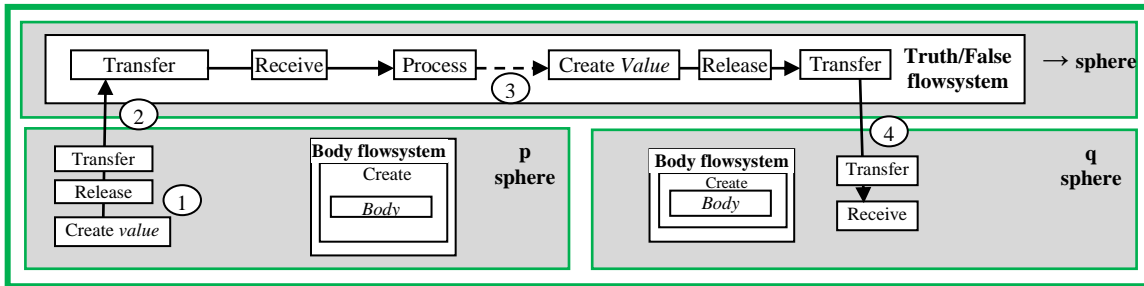 Transfer
Receive
Process
Create Value
Release
Transfer
Truth/False
flowsystem
→ sphere
3
2
4
Transfer
Release
Create value
1
Body flowsystem
Create
Body
p
sphere
Body flowsystem
Create
Body
Transfer
Receive
q
sphere